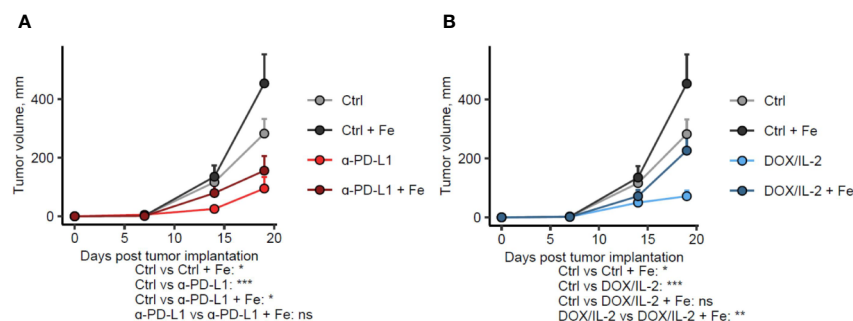 A
Tumor volume, mm
400
200
0
0
5
10
15
20
Days post tumor implantation
Ctrl
Ctrl + Fe
α-PD-L1
α-PD-L1 + Fe
Ctrl vs Ctrl + Fe: *
Ctrl vs α-PD-L1: ***
Ctrl vs α-PD-L1 + Fe: *
α-PD-L1 vs α-PD-L1 + Fe: ns
B
Tumor volume, mm
400
200
0
0
5
10
15
20
Days post tumor implantation
Ctrl
Ctrl + Fe
DOX/IL-2
DOX/IL-2 + Fe
Ctrl vs Ctrl + Fe: *
Ctrl vs DOX/IL-2: ***
Ctrl vs DOX/IL-2 + Fe: ns
DOX/IL-2 vs DOX/IL-2 + Fe: **